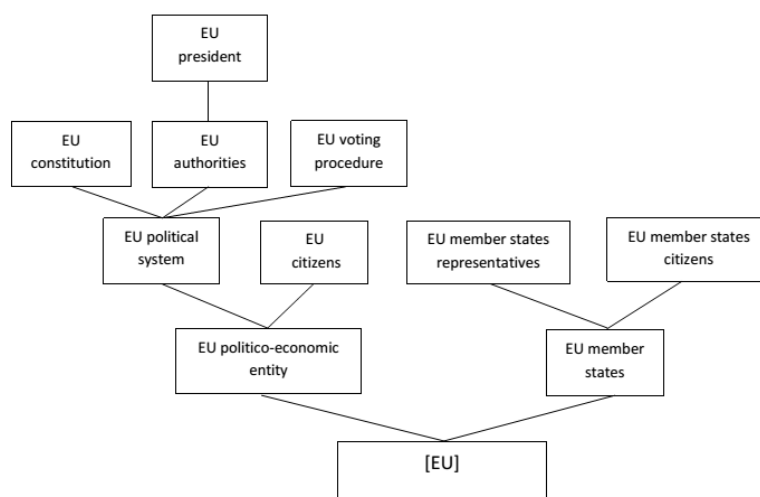 EU
president
EU
constitution
EU
authorities
EU voting
procedure
EU political
system
EU
citizens
EU member states
representatives
EU member states
citizens
EU politico-economic
entity
EU member
states
[EU]